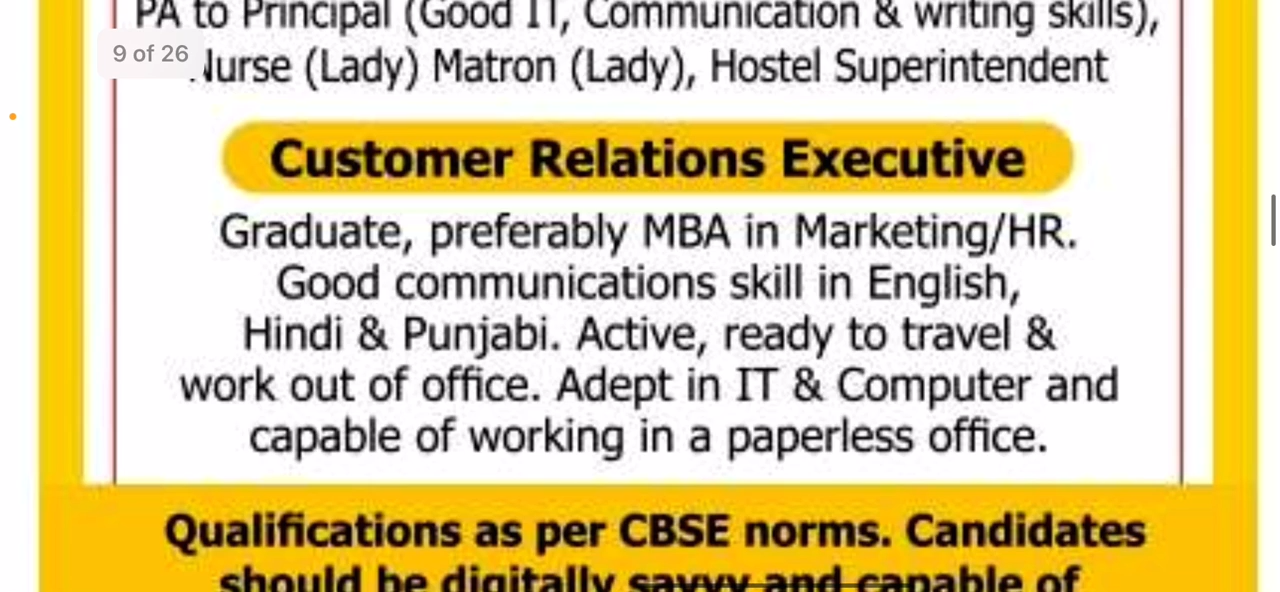 PA to Principal (Good IT, Communication & writing skills),
9 of 26
Nurse (Lady) Matron (Lady), Hostel Superintendent
Customer Relations Executive
Graduate, preferably MBA in Marketing/HR.
Good communications skill in English,
Hindi & Punjabi. Active, ready to travel &
work out of office. Adept in IT & Computer and
capable of working in a paperless office.
Qualifications as per CBSE norms. Candidates
should be digitally savvy and capable of